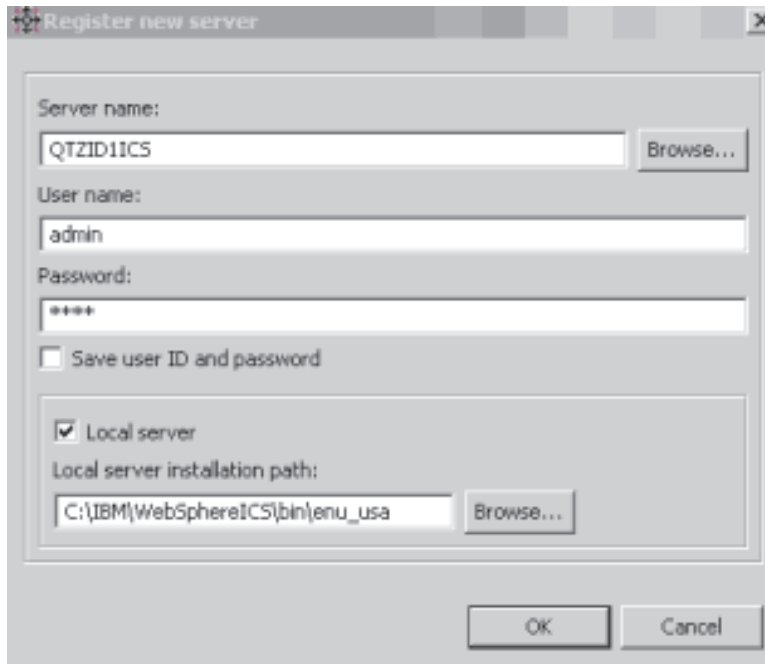 Register new server
Server name:
QTZID1ICS
Browse...
User name:
admin
Password:
****
Save user ID and password
Local server
Local server installation path:
C:\IBM\WebSphereICS\bin\enu_usa
Browse...
OK
Cancel